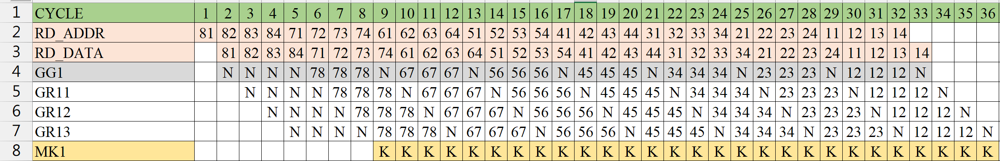 1 CYCLE 1 2 3 4 5 6 7 8 9 10 11 12 13 14 15 16 17 18 19 20 21 22 23 24 25 26 27 28 29 30 31 32 33 34 35 36
2 RD_ADDR 81 82 83 84 71 72 73 74 61 62 63 64 51 52 53 54 41 42 43 44 31 32 33 34 21 22 23 24 11 12 13 14
3 RD_DATA 81 82 83 84 71 72 73 74 61 62 63 64 51 52 53 54 41 42 43 44 31 32 33 34 21 22 23 24 11 12 13 14
4 GG1 N N N N 78 78 78 N 67 67 67 N 56 56 56 N 45 45 45 N 34 34 34 N 23 23 23 N 12 12 12 N
5 GR11 N N N N 78 78 78 N 67 67 67 N 56 56 56 N 45 45 45 N 34 34 34 N 23 23 23 N 12 12 12 N
6 GR12 N N N N 78 78 78 N 67 67 67 N 56 56 56 N 45 45 45 N 34 34 34 N 23 23 23 N 12 12 12 N
7 GR13 N N N N 78 78 78 N 67 67 67 N 56 56 56 N 45 45 45 N 34 34 34 N 23 23 23 N 12 12 12 N
8 MK1 K K K K K K K K K K K K K K K K K K K K K K K K K K K K